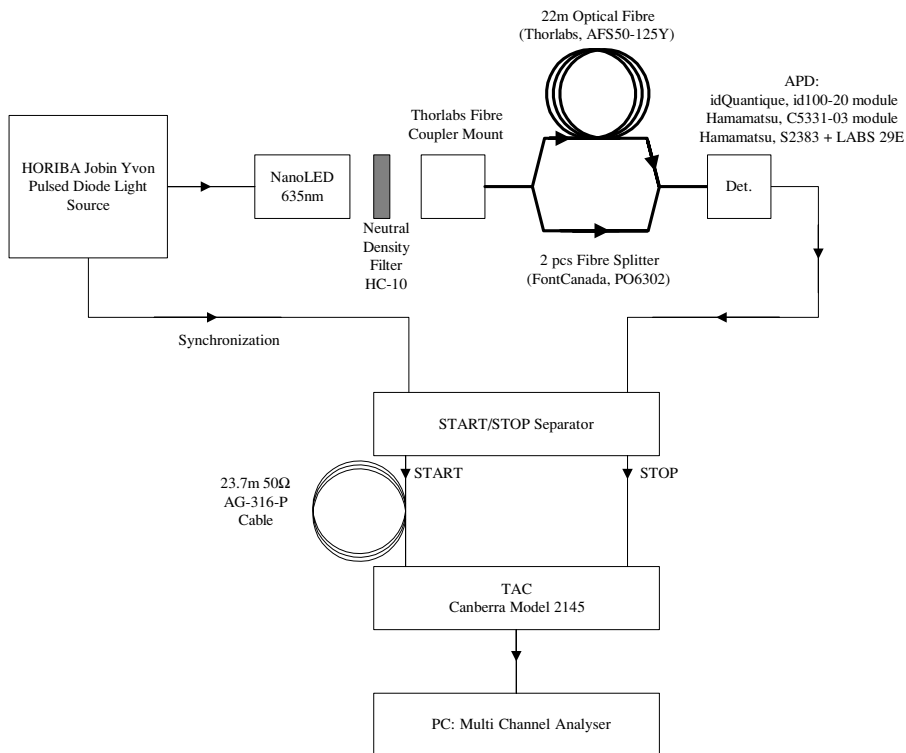 22m Optical Fibre
(Thorlabs, AFS50-125Y)
APD:
idQuantique, id100-20 module
Hamamatsu, C5331-03 module
Hamamatsu, S2383 + LABS 29E
Thorlabs Fibre
Coupler Mount
HORIBA Jobin Yvon
Pulsed Diode Light
Source
NanoLED
635nm
Det.
Neutral
Density
Filter
HC-10
2 pcs Fibre Splitter
(FontCanada, PO6302)
Synchronization
START/STOP Separator
START
STOP
23.7m 50Ω
AG-316-P
Cable
TAC
Canberra Model 2145
PC: Multi Channel Analyser